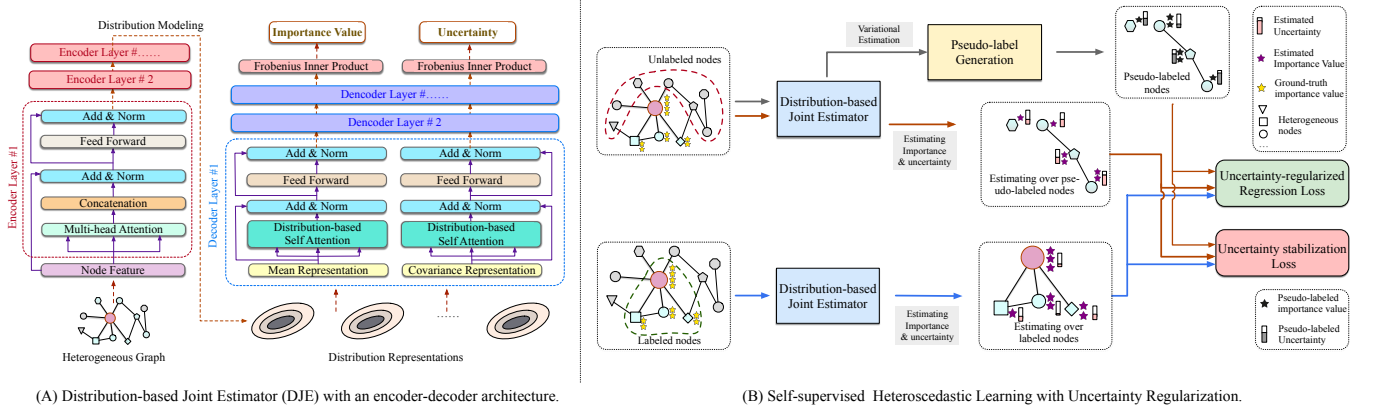 Distribution Modeling
Encoder Layer #……
Encoder Layer # 2
Encoder Layer #1
Add & Norm
Feed Forward
Add & Norm
Concatenation
Multi-head Attention
Node Feature
Heterogeneous Graph
Importance Value
Uncertainty
Frobenius Inner Product
Frobenius Inner Product
Dencoder Layer #……
Dencoder Layer # 2
Decoder Layer #1
Add & Norm
Add & Norm
Feed Forward
Feed Forward
Add & Norm
Add & Norm
Distribution-based
Self Attention
Distribution-based
Self Attention
Mean Representation
Covariance Representation
......
Distribution Representations
(A) Distribution-based Joint Estimator (DJE) with an encoder-decoder architecture.
Unlabeled nodes
Variational
Estimation
Pseudo-label
Generation
Distribution-based
Joint Estimator
Estimating
Importance
& uncertainty
Pseudo-labeled
nodes
Estimating over pse-
udo-labeled nodes
Labeled nodes
Distribution-based
Joint Estimator
Estimating
Importance
& uncertainty
Estimating over
labeled nodes
Uncertainty-regularized
Regression Loss
Uncertainty stabilization
Loss
Estimated
Uncertainty
Estimated
Importance Value
Ground-truth
importance value
Heterogeneous
nodes
...
Pseudo-labeled
importance value
Pseudo-labeled
Uncertainty
(B) Self-supervised Heteroscedastic Learning with Uncertainty Regularization.